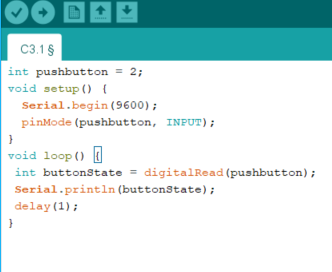 C3.1 §
int pushbutton = 2;
void setup() {
  Serial.begin(9600);
  pinMode(pushbutton, INPUT);
}
void loop() {
 int buttonState = digitalRead(pushbutton);
 Serial.println(buttonState);
 delay(1);
}